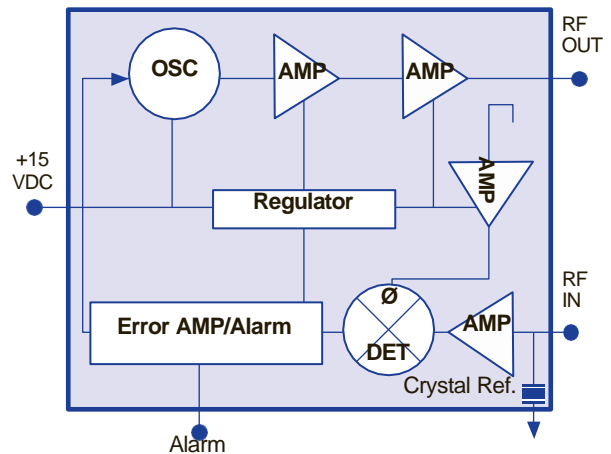 OSC
AMP
AMP
RF
OUT
+15
VDC
AMP
Regulator
RF
IN
Ø
Error AMP/Alarm
AMP
DET
Crystal Ref.
Alarm